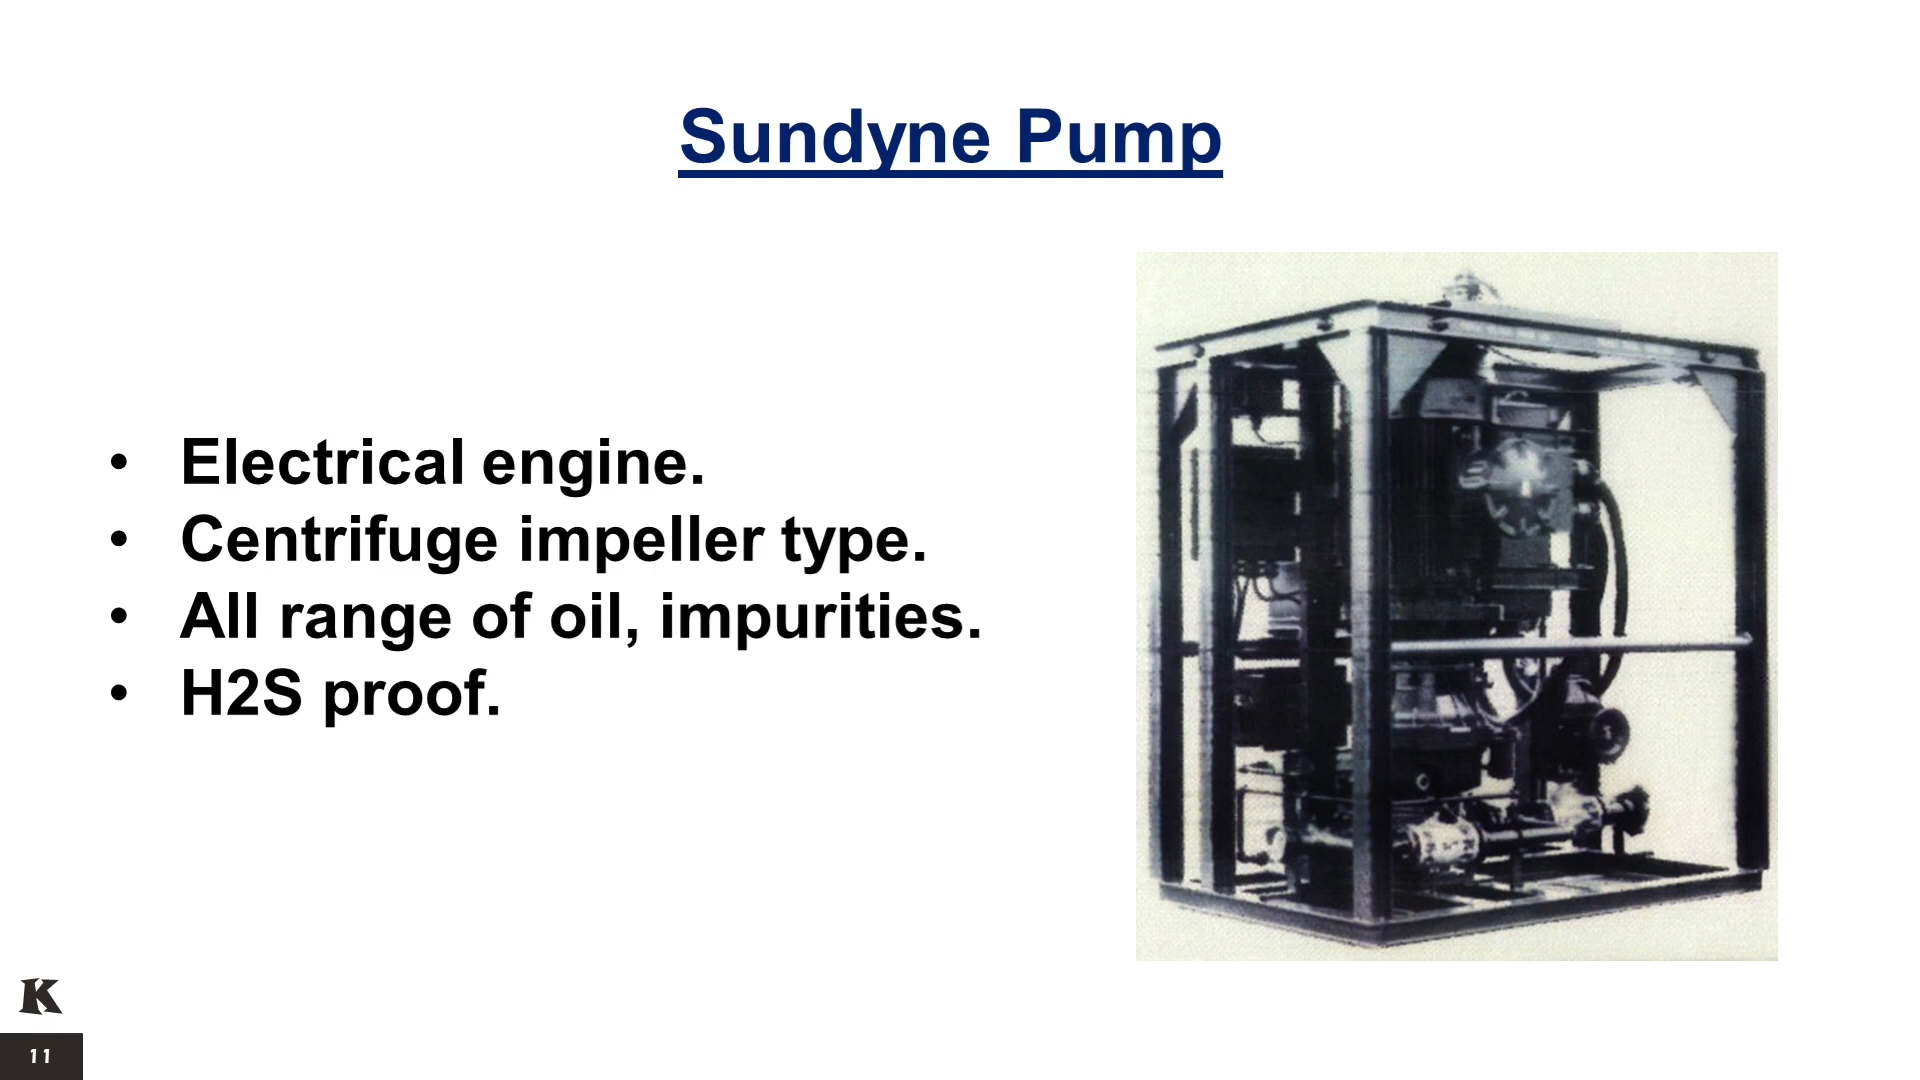 Sundyne Pump
• Electrical engine.
• Centrifuge impeller type.
• All range of oil, impurities.
• H2S proof.
K
11